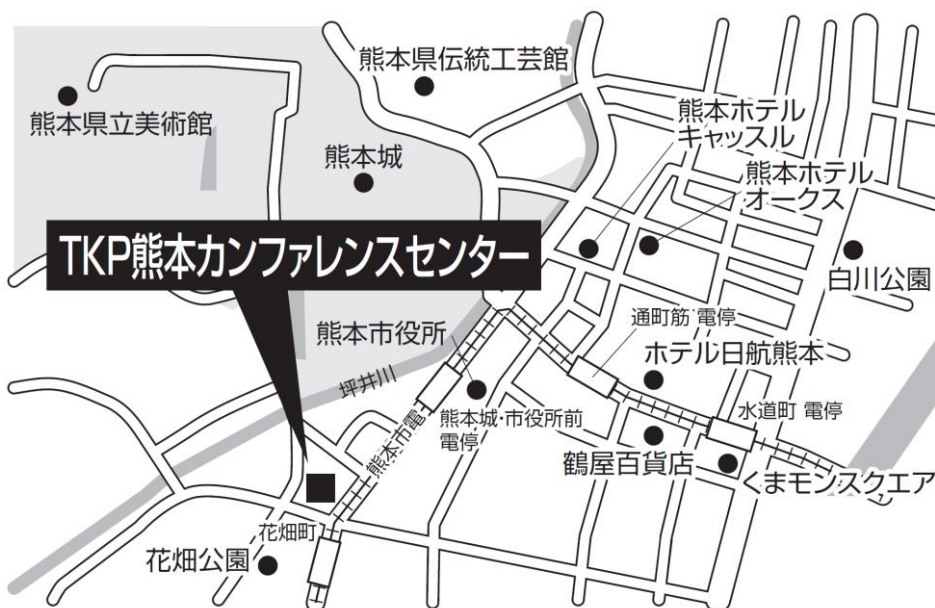 熊本県伝統工芸館
熊本県立美術館
熊本ホテル
キャッスル
熊本城
熊本ホテル
オークス
TKP熊本カンファレンスセンター
白川公園
通町筋 電停
熊本市役所
ホテル日航熊本
坪井川
水道町 電停
熊本城・市役所前
電停
熊本市電
鶴屋百貨店
くまモンスクエア
花畑町
花畑公園